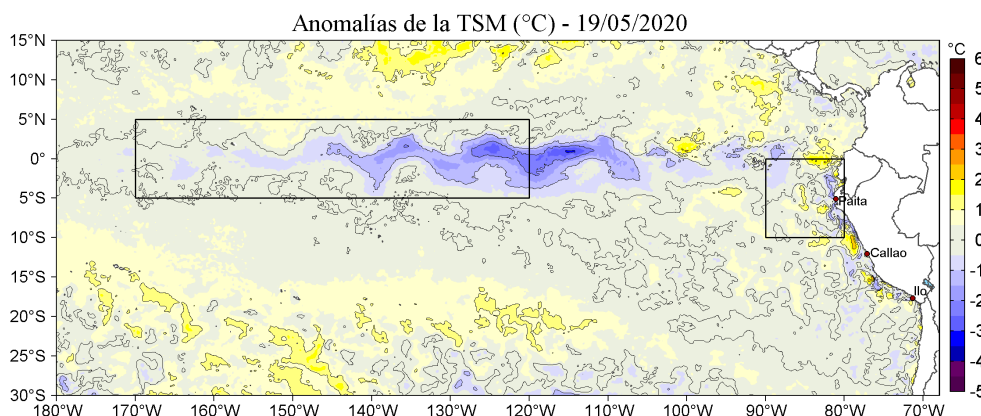 Anomalías de la TSM (°C) - 19/05/2020
°C
15°N
10°N
5°N
0°
5°S
10°S
15°S
20°S
25°S
30°S
180°W
170°W
160°W
150°W
140°W
130°W
120°W
110°W
100°W
90°W
80°W
70°W
Paita
Callao
Ilo
6
5
4
3
2
1
0
-1
-2
-3
-4
-5